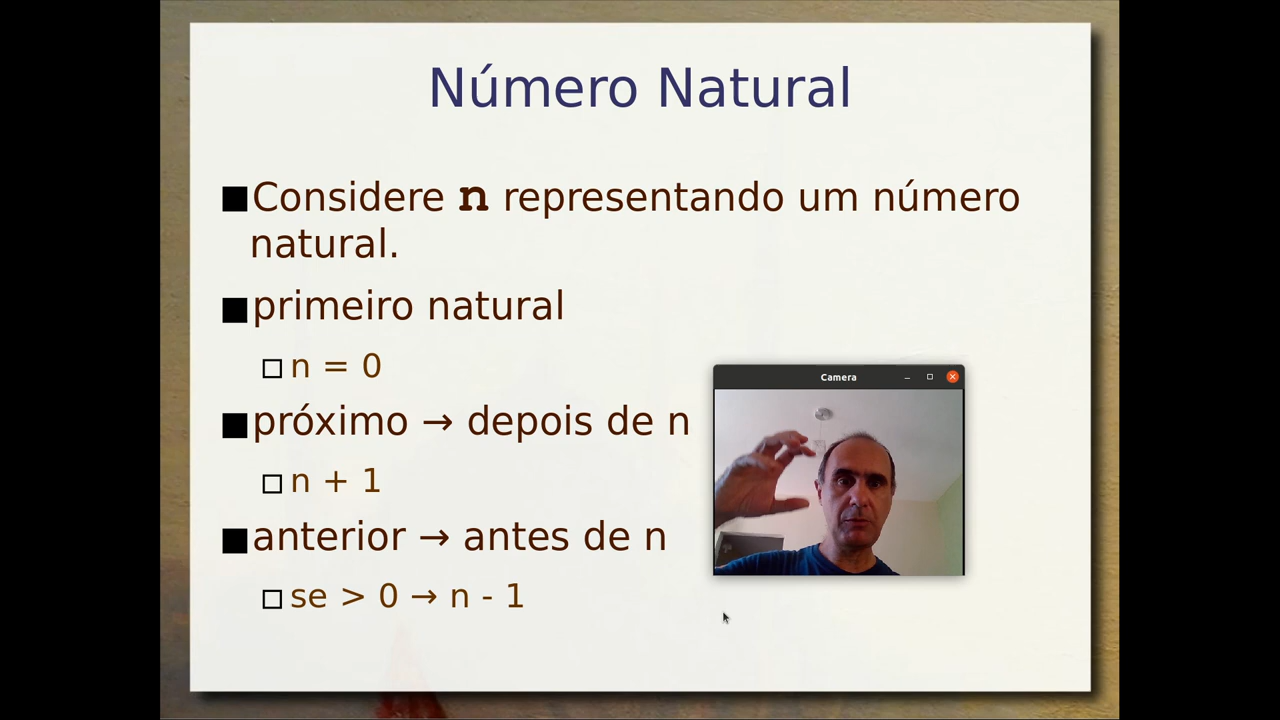 Número Natural
Considere n representando um número
natural.
primeiro natural
n = 0
próximo → depois de n
n + 1
anterior → antes de n
se > 0 → n - 1
Camera